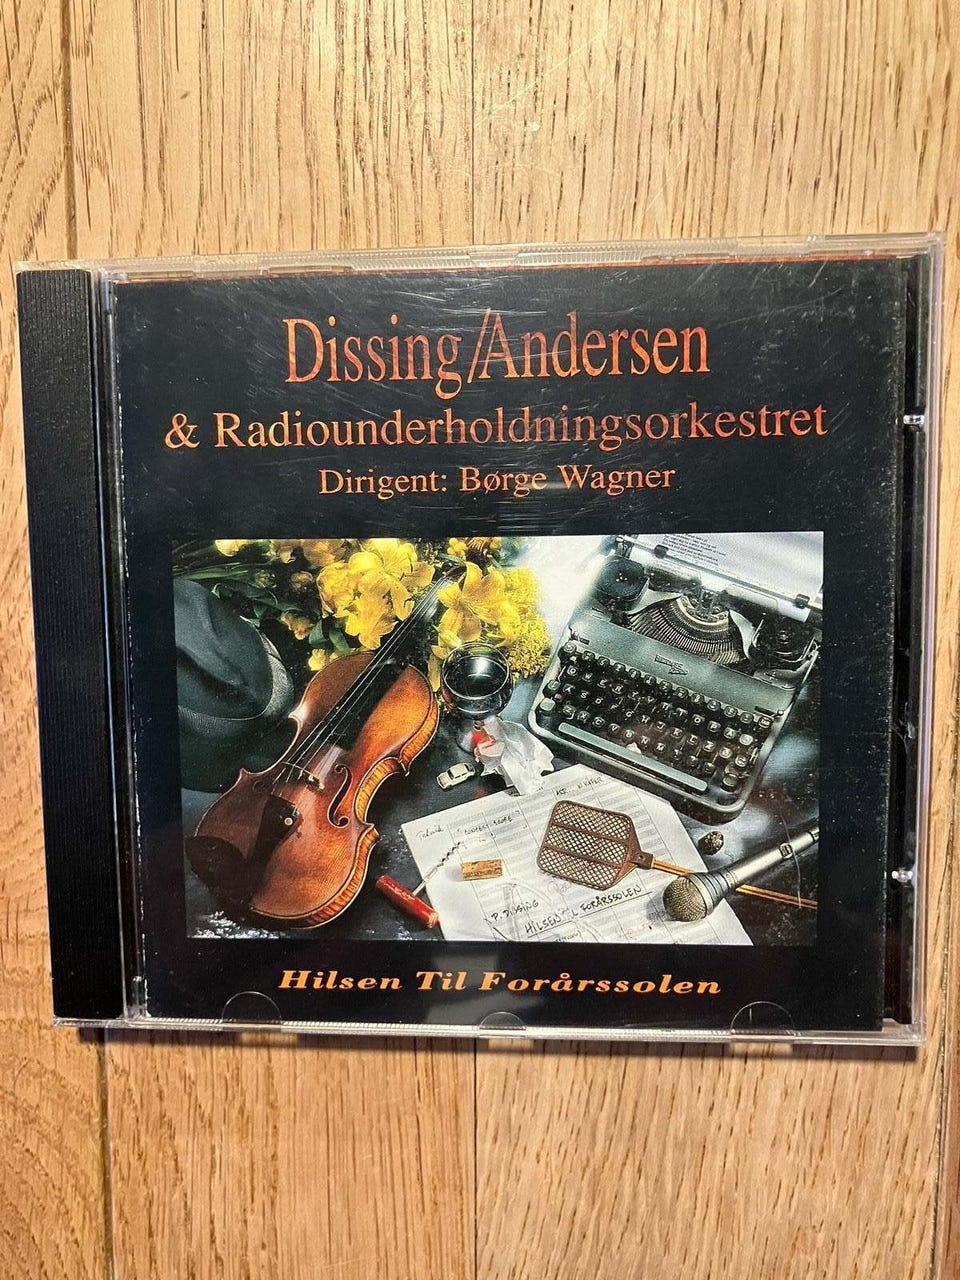 Dissing/Andersen
& Radiounderholdningsorkestret
Dirigent: Børge Wagner
P. DISSING
HILSEN TIL FORÅRSSOLEN
Hilsen Til Forårssolen